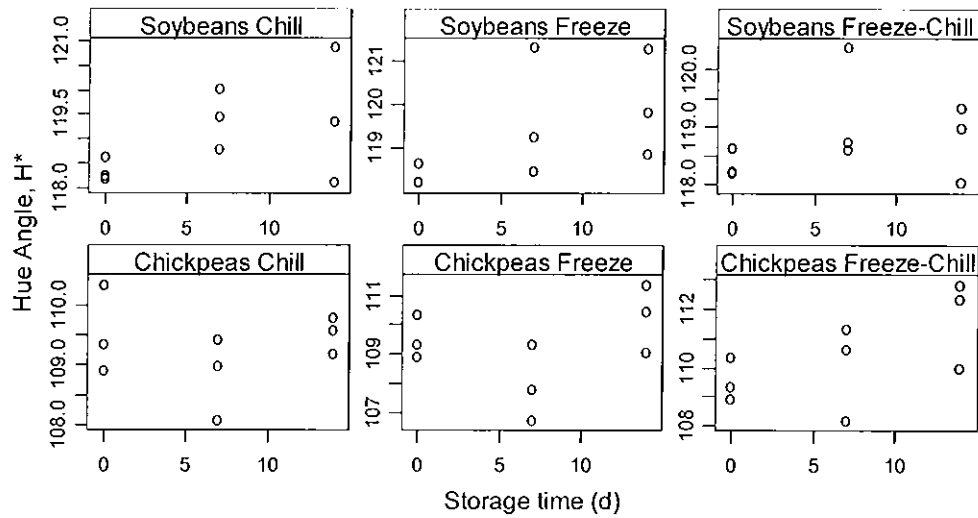 Soybeans Chill
Soybeans Freeze
Soybeans Freeze-Chill
121.0
119.5
118.0
0 5 10
121
120
119
0 5 10
120.0
119.0
118.0
0 5 10
Hue Angle, H*
Chickpeas Chill
Chickpeas Freeze
Chickpeas Freeze-Chill
110.0
109.0
108.0
0 5 10
111
109
107
0 5 10
112
110
108
0 5 10
Storage time (d)